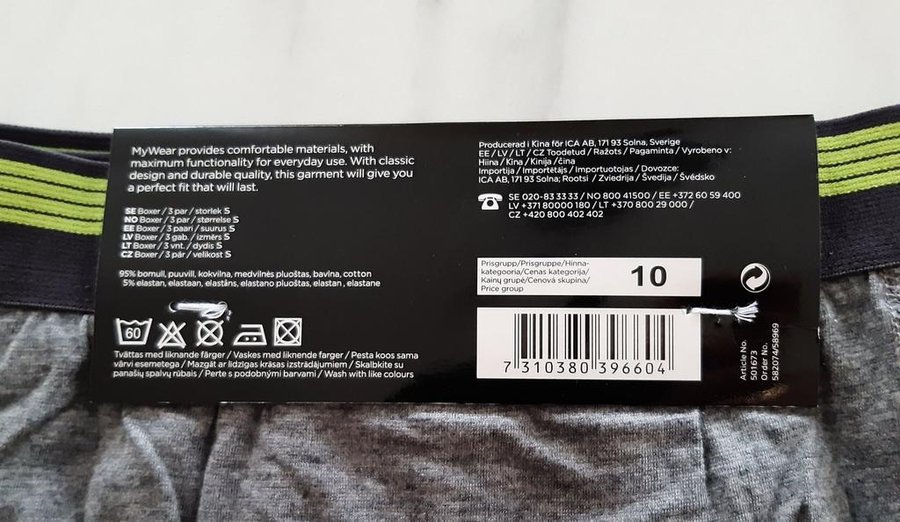 MyWear provides comfortable materials, with
maximum functionality for everyday use. With classic
design and durable quality, this garment will give you
a perfect fit that will last.
SE Boxer / 3 par / storlek S
NO Boxer / 3 par / størrelse S
EE Boxer / 3 paari / suurus S
LV Boxer / 3 gab. / izmērs S
LT Boxer / 3 vnt. / dydis S
CZ Boxer / 3 pár / velikost S
95% bomull, puuvill, kokvilna, medvilnės pluoštas, bavlna, cotton
5% elastan, elastaan, elastāns, elastano pluoštas, elastan , elastane
60
Tvättas med liknande färger / Vaskes med liknende farger / Pesta koos sama
värvi esemetega / Mazgāt ar līdzīgas krāsas izstrādājumiem / Skalbkite su
panašių spalvų rūbais / Perte s podobnými barvami / Wash with like colours
Producerad i Kina för ICA AB, 171 93 Solna, Sverige
EE / LV / LT / CZ Toodetud / Ražots / Pagaminta / Vyrobeno v:
Hiina / Ķīna / Kinija /čína
Importija / Importētājs / Importuotojas / Dovozce:
ICA AB, 171 93 Solna; Rootsi / Zviedrija / Švedija / Švédsko
SE 020-83 33 33 / NO 800 41500 / EE +372 60 59 400
LV +371 80000 180 / LT +370 800 29 000 /
CZ +420 800 402 402
Prisgrupp/Prisgruppe/Hinna-
kategooria/Cenas kategorija/
Kainų grupė/Cenová skupina/
Price group
10
7 310380 396604
Article No.
501673
Order No.
582074/58969